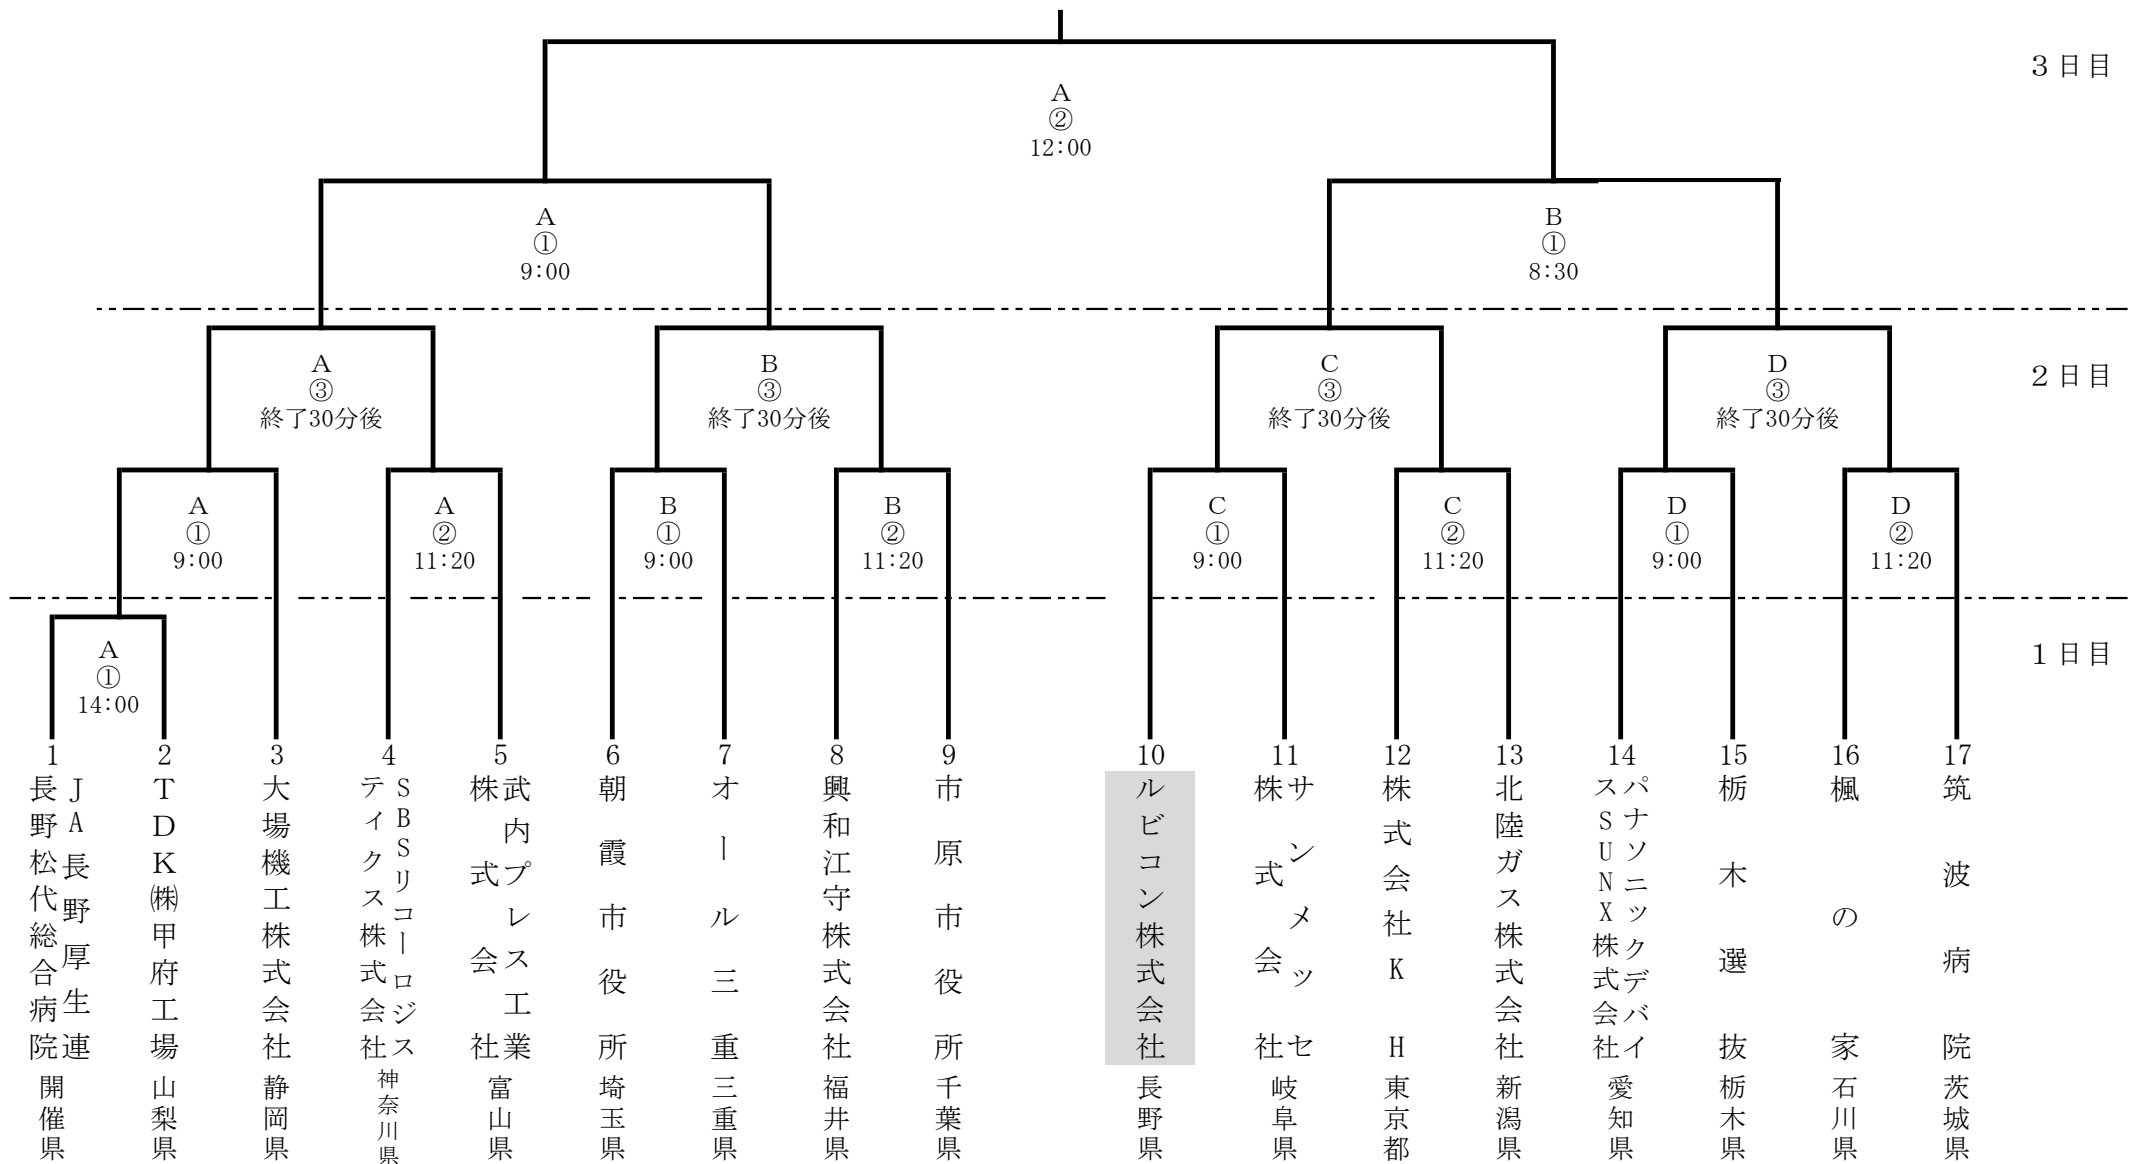 ３日目
A
②
12:00
A
①
9:00
B
①
8:30
２日目
A
③
終了30分後
B
③
終了30分後
C
③
終了30分後
D
③
終了30分後
A
①
9:00
A
②
11:20
B
①
9:00
B
②
11:20
C
①
9:00
C
②
11:20
D
①
9:00
D
②
11:20
１日目
A
①
14:00
1
JA長野厚生連
長野松代総合病院
開催県
2
TDK㈱甲府工場
山梨県
3
大場機工株式会社
静岡県
4
SBSリコーロジス
ティクス株式会社
神奈川県
5
武内プレス工業
株式会社
富山県
6
朝霞市役所
埼玉県
7
オール三重
三重県
8
興和江守株式会社
福井県
9
市原市役所
千葉県
10
ルビコン株式会社
長野県
11
サンメッセ
株式会社
岐阜県
12
株式会社KH
東京都
13
北陸ガス株式会社
新潟県
14
パナソニックデバイ
スSUNX株式会社
愛知県
15
栃木選抜
栃木県
16
楓の家
石川県
17
筑波病院
茨城県